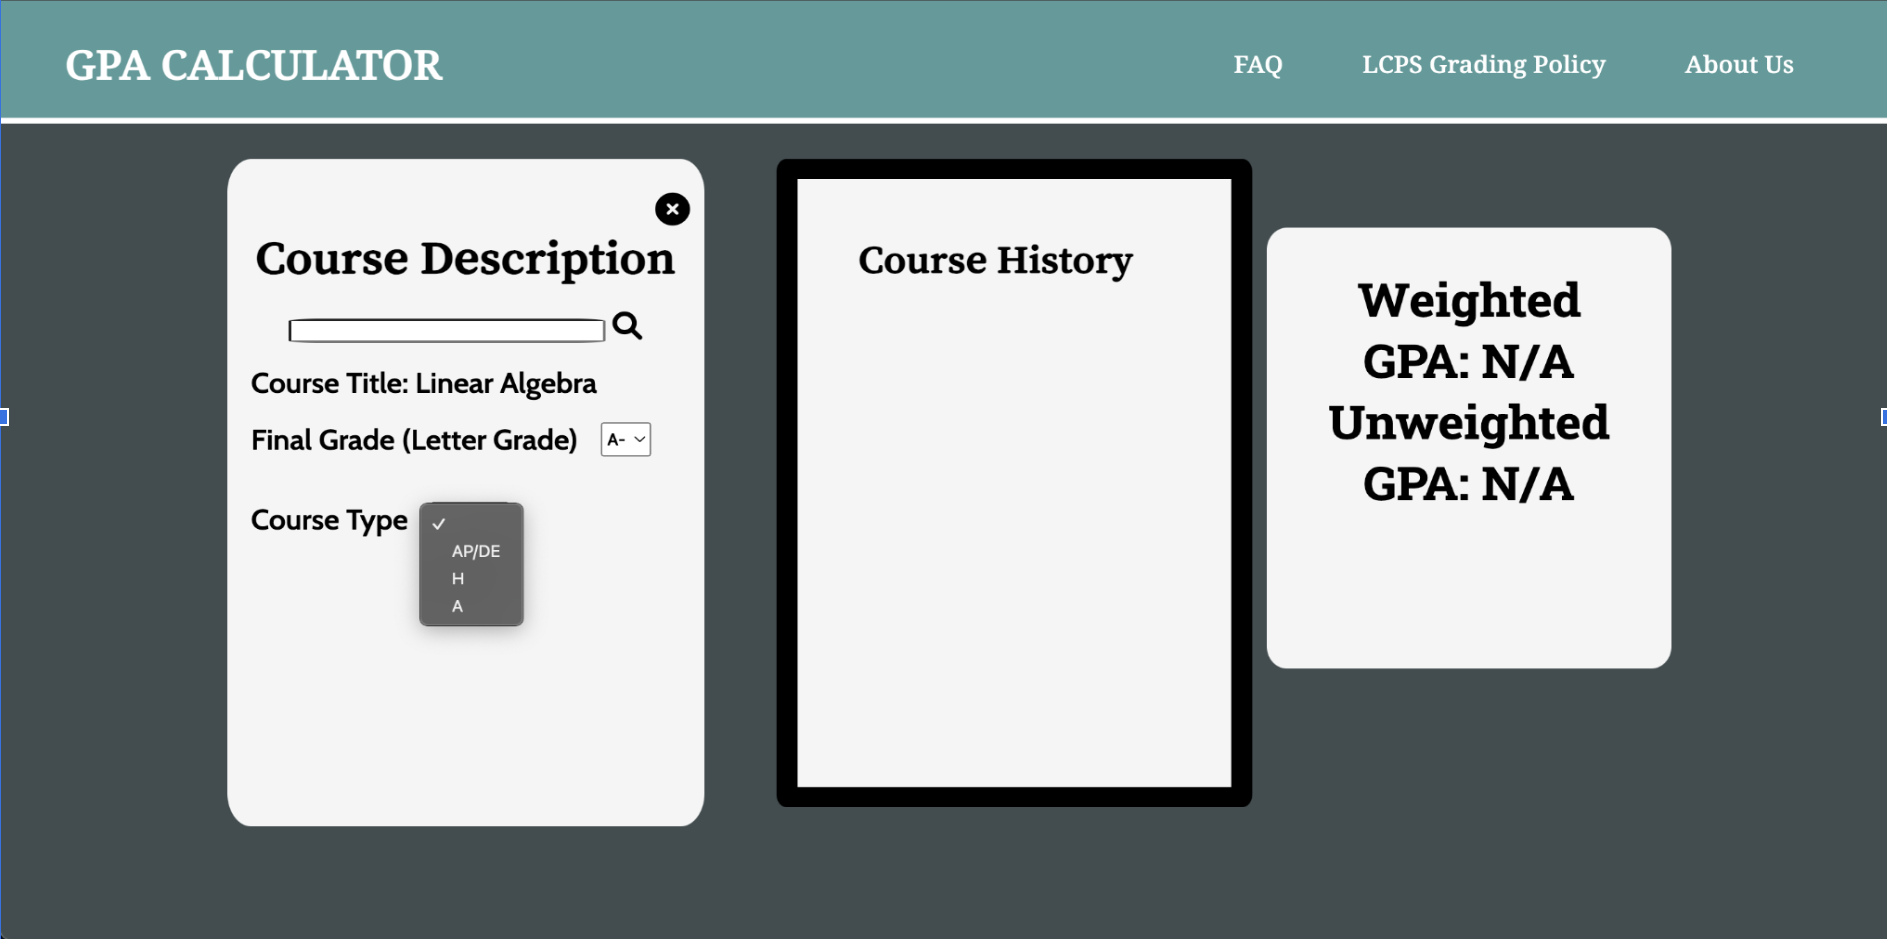 GPA CALCULATOR
FAQ
LCPS Grading Policy
About Us
Course Description
Course Title: Linear Algebra
Final Grade (Letter Grade) A-
Course Type
AP/DE
H
A
Course History
Weighted
GPA: N/A
Unweighted
GPA: N/A